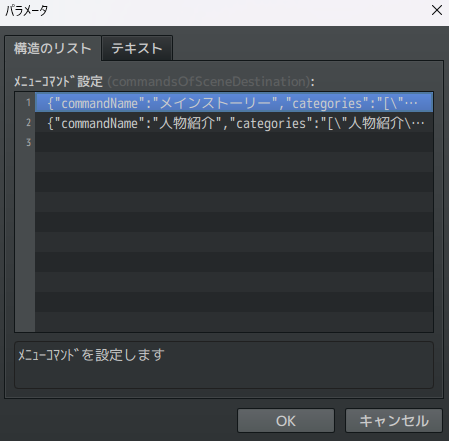 パラメータ
構造のリスト
テキスト
ﾒﾆｭｰｺﾏﾝﾄﾞ設定 (commandsOfSceneDestination):
1 {"commandName":"メインストーリー","categories":"[\"…
2 {"commandName":"人物紹介","categories":"[\"人物紹介\…
3
ﾒﾆｭｰｺﾏﾝﾄﾞを設定します
OK
キャンセル